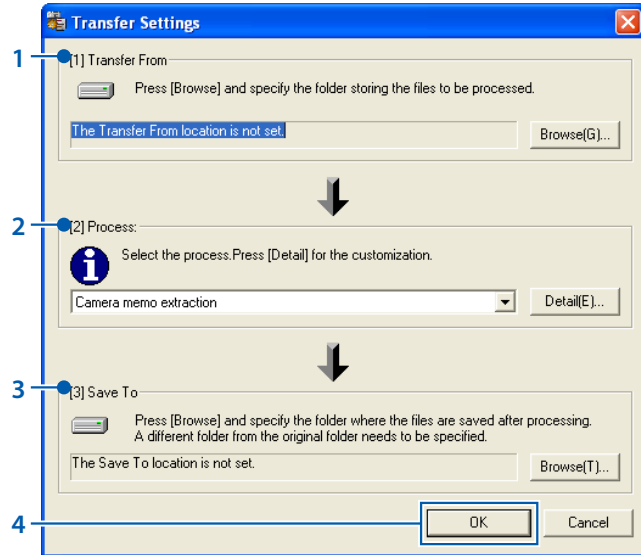 Transfer Settings
1
[1] Transfer From
Press [Browse] and specify the folder storing the files to be processed.
The Transfer From location is not set.
Browse(G)...
2
[2] Process:
Select the process.Press [Detail] for the customization.
Camera memo extraction
Detail(E)...
3
[3] Save To
Press [Browse] and specify the folder where the files are saved after processing.
A different folder from the original folder needs to be specified.
The Save To location is not set.
Browse(T)...
4
OK
Cancel